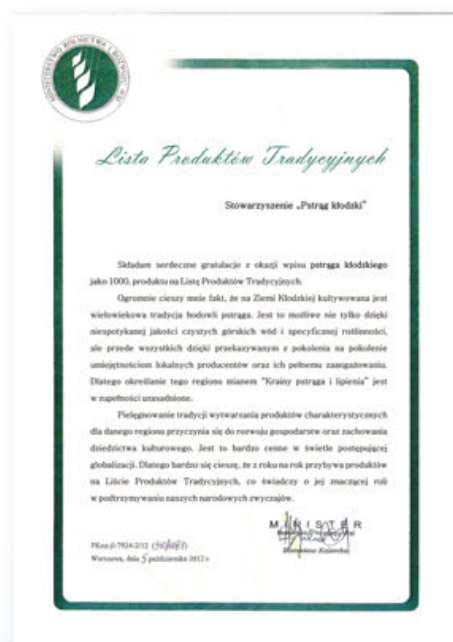 MINISTERSTWO ROLNICTWA I ROZWOJU WSI
Lista Produktów Tradycyjnych
Stowarzyszenie „Pstrąg kłodzki"
Składam serdeczne gratulacje z okazji wpisu pstrąga kłodzkiego
jako 1000. produktu na Listę Produktów Tradycyjnych.
Ogromnie cieszy mnie fakt, że na Ziemi Kłodzkiej kultywowana jest
wielowiekowa tradycja hodowli pstrąga. Jest to możliwe nie tylko dzięki
niespotykanej jakości czystych górskich wód i specyficznej roślinności,
ale przede wszystkich dzięki przekazywanym z pokolenia na pokolenie
umiejętnościom lokalnych producentów oraz ich pełnemu zaangażowaniu.
Dlatego określanie tego regionu mianem "Krainy pstrąga i lipienia" jest
w zupełności uzasadnione.
Pielęgnowanie tradycji wytwarzania produktów charakterystycznych
dla danego regionu przyczynia się do rozwoju gospodarstw oraz zachowania
dziedzictwa kulturowego. Jest to bardzo cenne w świetle postępującej
globalizacji. Dlatego bardzo się cieszę, że z roku na rok przybywa produktów
na Liście Produktów Tradycyjnych, co świadczy o jej znaczącej roli
w podtrzymywaniu naszych narodowych zwyczajów.
MINISTER
Warszawa, dnia 5 października 2012 r.